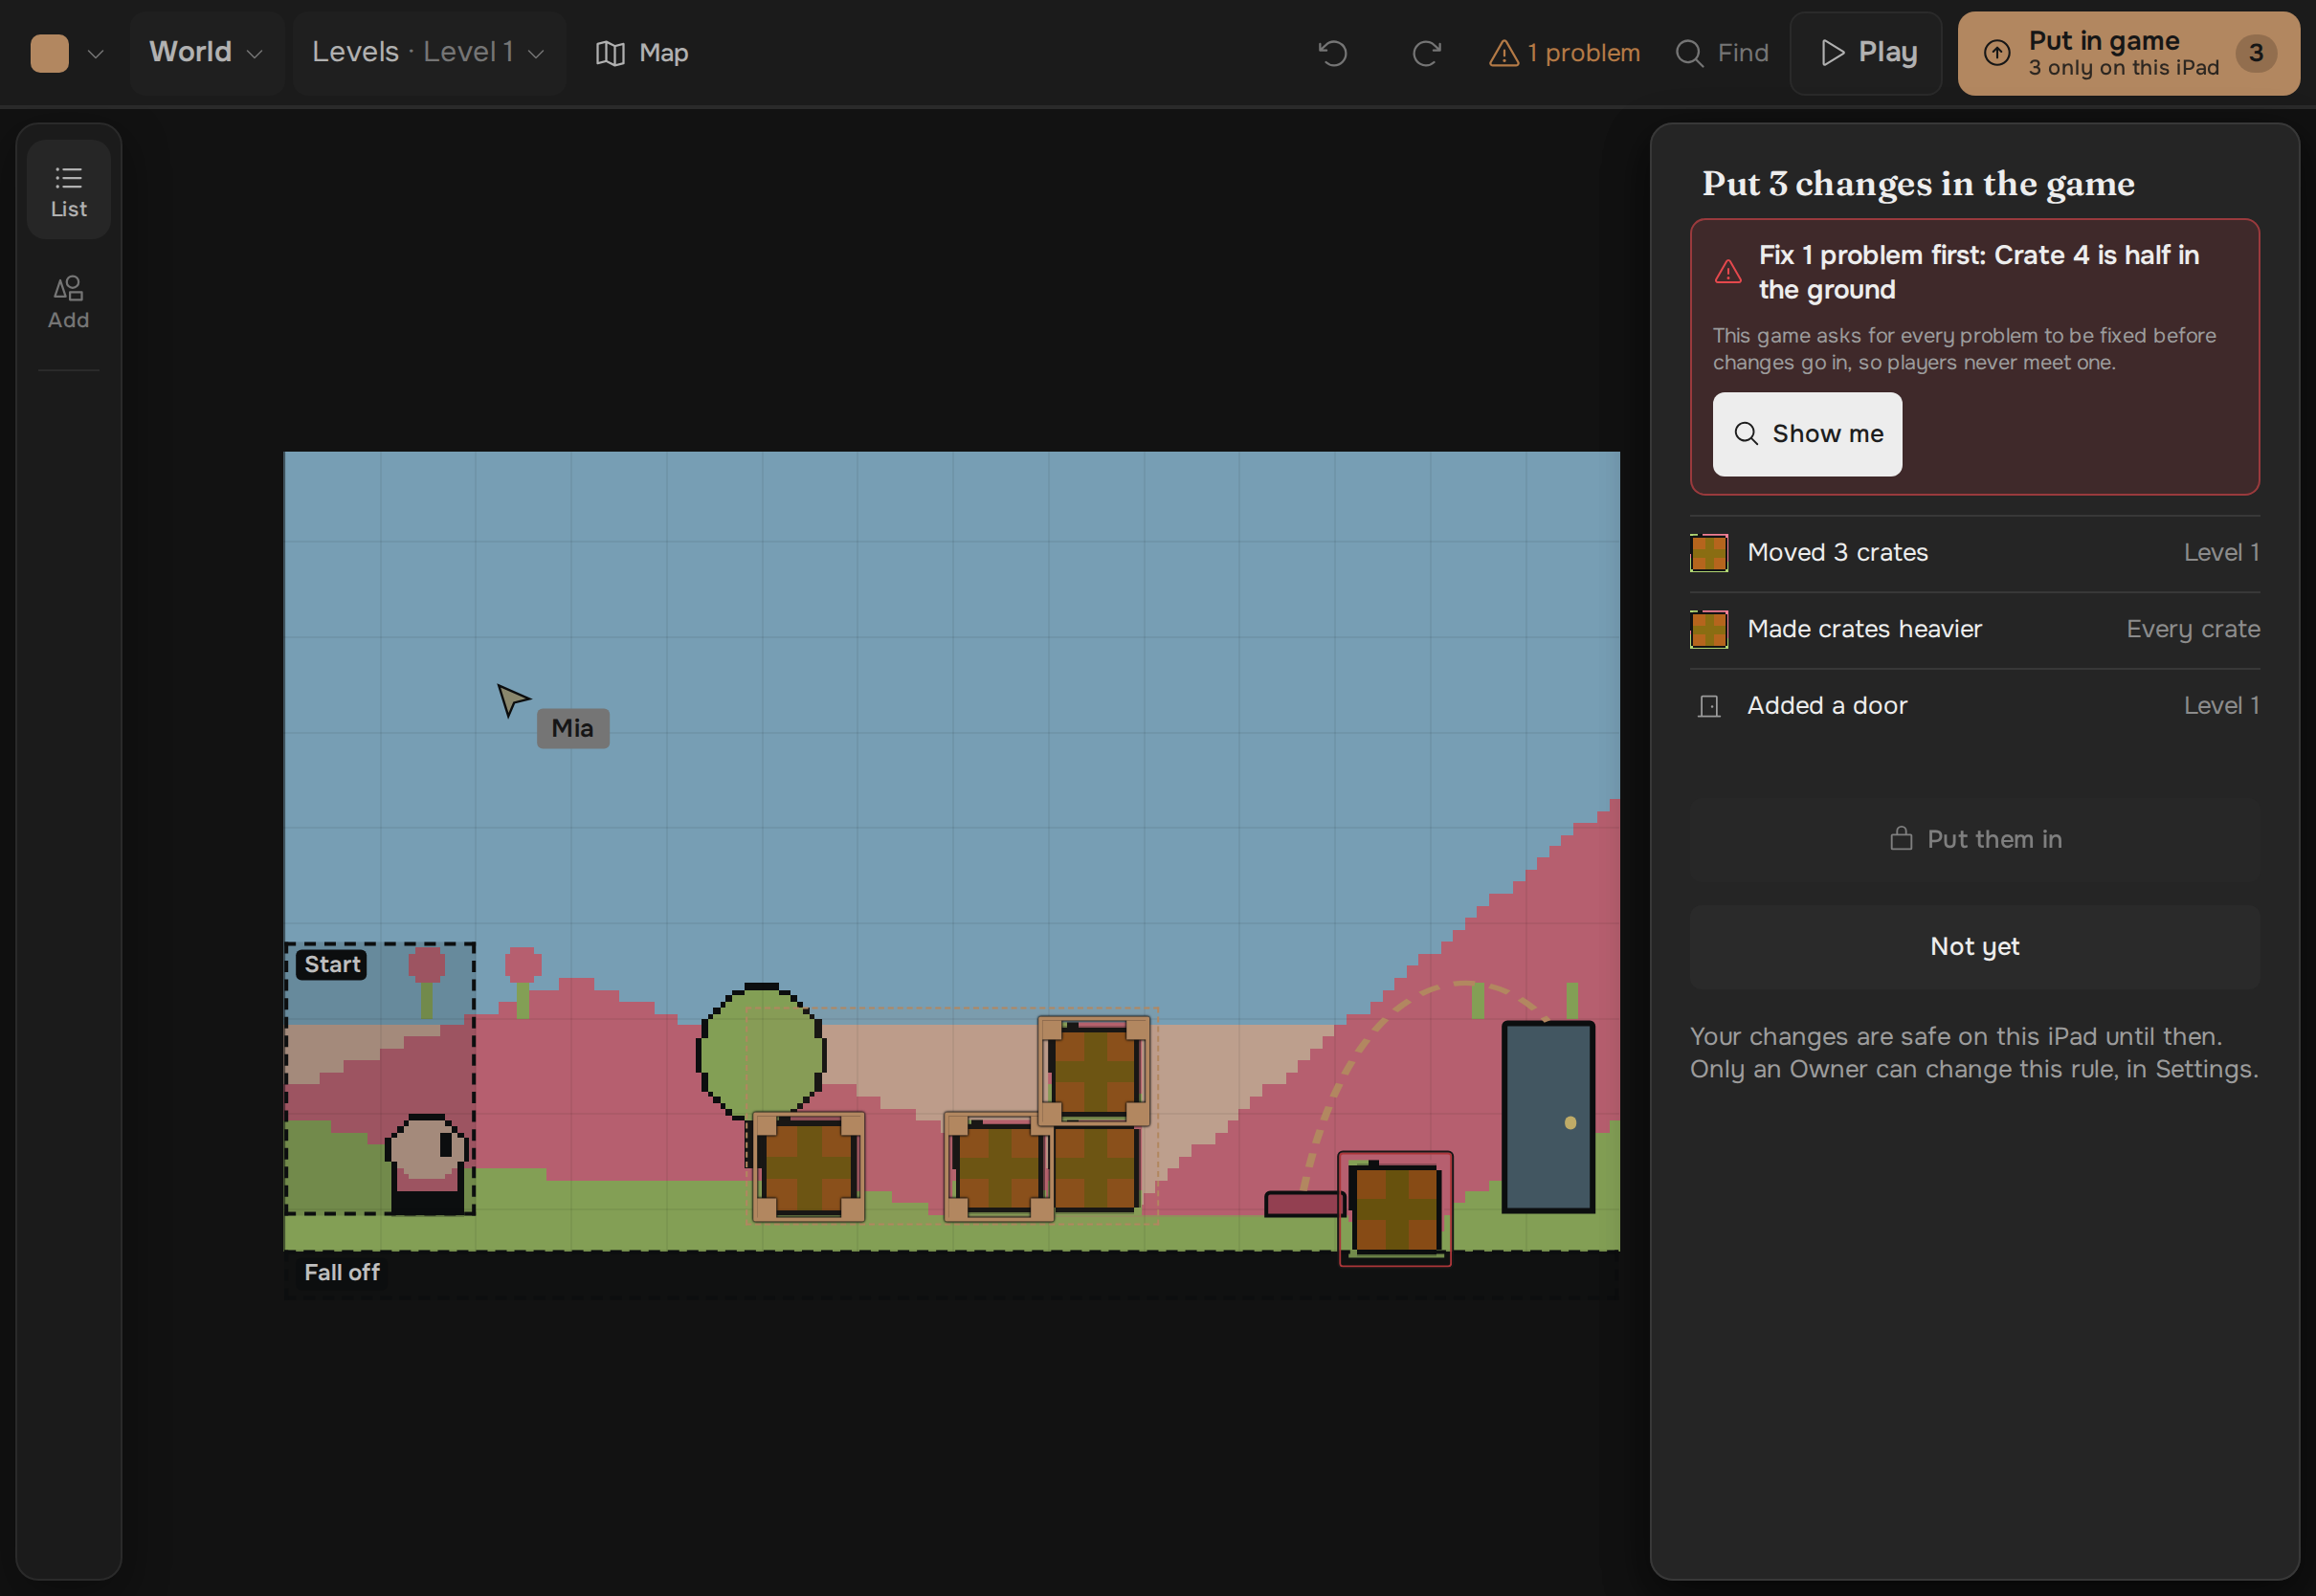 World
Levels · Level 1
Map
1 problem
Find
Play
Put in game
3 only on this iPad
3
List
Add
Put 3 changes in the game
Fix 1 problem first: Crate 4 is half in
the ground
This game asks for every problem to be fixed before
changes go in, so players never meet one.
Show me
Moved 3 crates
Level 1
Made crates heavier
Every crate
Added a door
Level 1
Put them in
Not yet
Your changes are safe on this iPad until then.
Only an Owner can change this rule, in Settings.
Mia
Start
Fall off